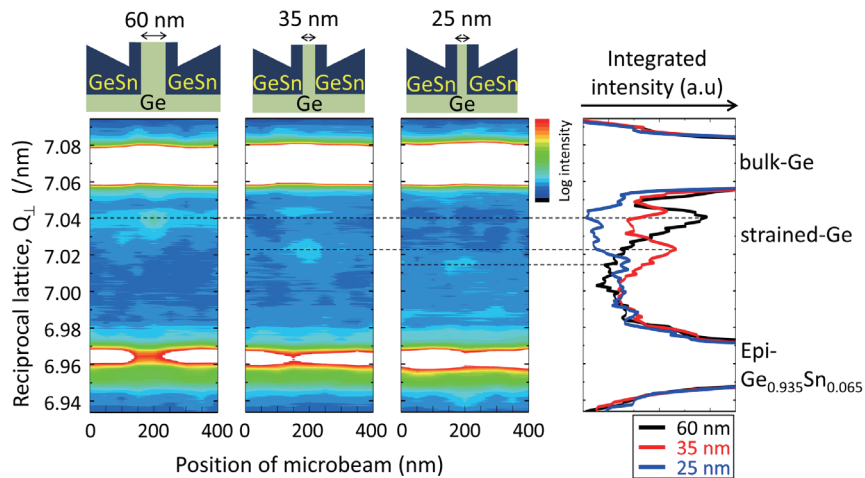 60 nm
35 nm
25 nm
GeSn GeSn
Ge
GeSn GeSn
Ge
GeSn GeSn
Ge
Integrated
intensity (a.u)
Reciprocal lattice, Q⊥ (/nm)
7.08
7.06
7.04
7.02
7.00
6.98
6.96
6.94
Log intensity
bulk-Ge
strained-Ge
Epi-
Ge0.935Sn0.065
0 200 400
0 200 400
0 200 400
Position of microbeam (nm)
60 nm
35 nm
25 nm